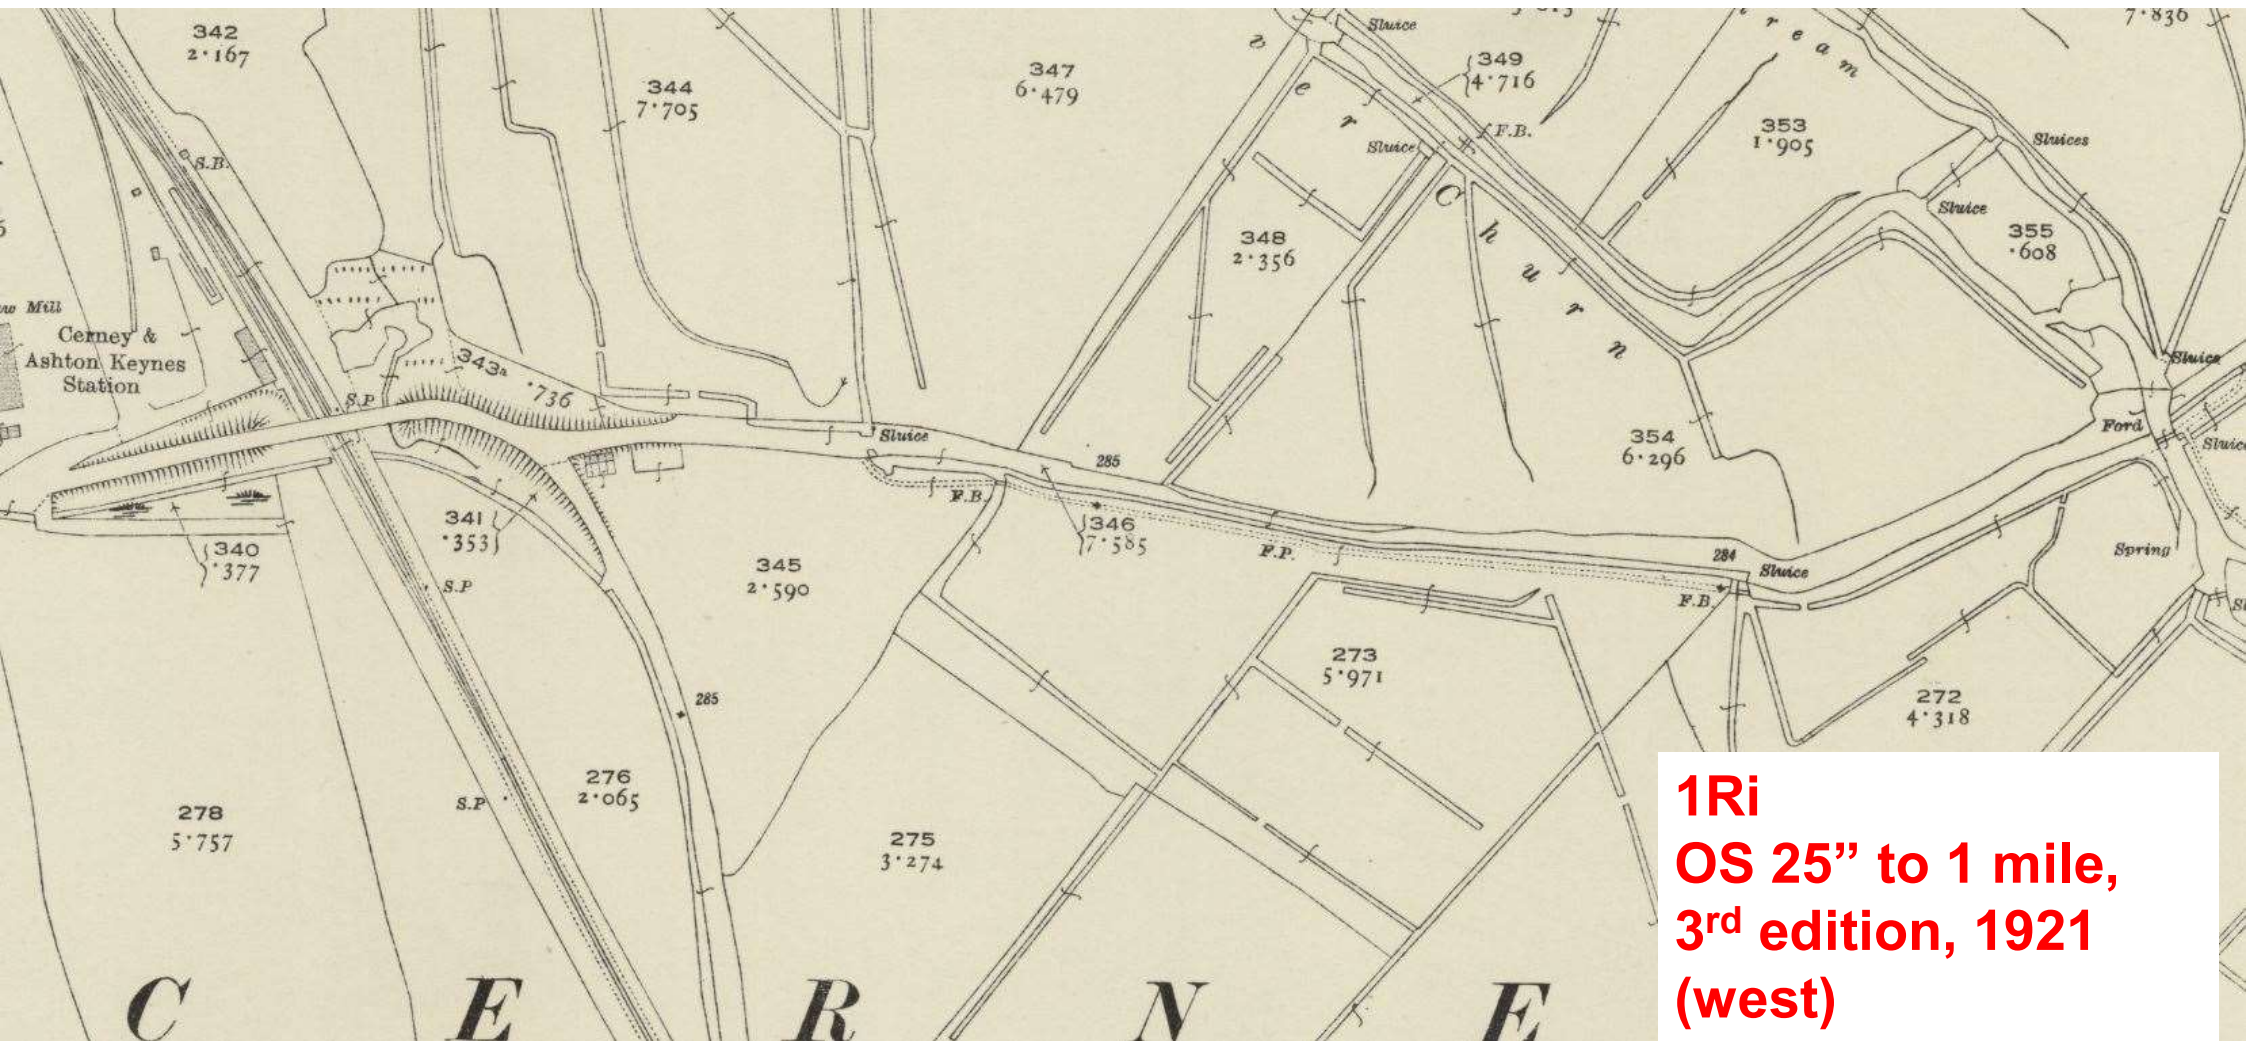 342
2·167
344
7·705
347
6·479
Sluice
{349
4·716
r e a m
7·836
353
1·905
Sluices
S.B.
v e r
Sluice
F.B.
C h u r n
Sluice
348
2·356
355
·608
Mill
Cerney &
Ashton Keynes
Station
343a
·736
S.P
Sluice
Ford
Sluice
Sluice
354
6·296
285
F.B.
341
·353}
{346
7·585
{340
·377
345
2·590
F.P.
284
Sluice
F.B.
Spring
S.P
273
5·971
285
272
4·318
276
2·065
S.P
278
5·757
275
3·274
C E R N E
1Ri
OS 25” to 1 mile,
3rd edition, 1921
(west)